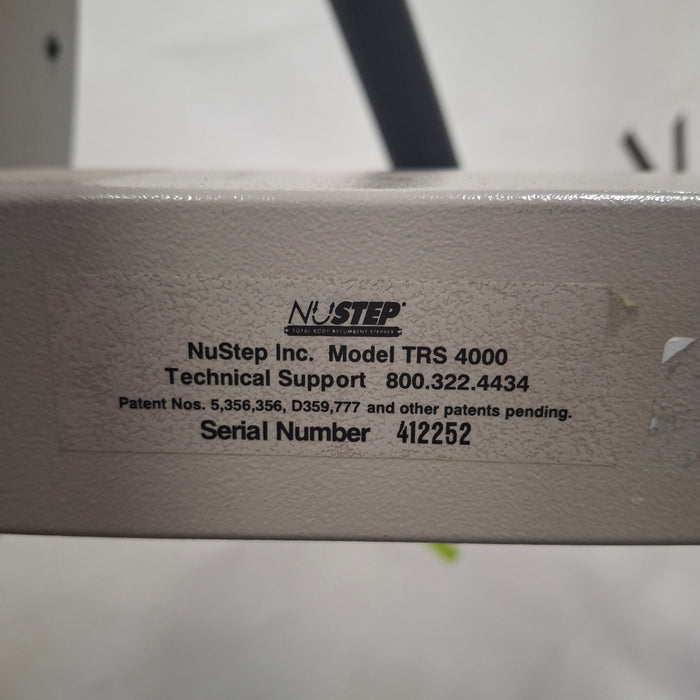 NUSTEP®
TOTAL BODY RECUMBENT STEPPER
NuStep Inc. Model TRS 4000
Technical Support 800.322.4434
Patent Nos. 5,356,356, D359,777 and other patents pending.
Serial Number 412252